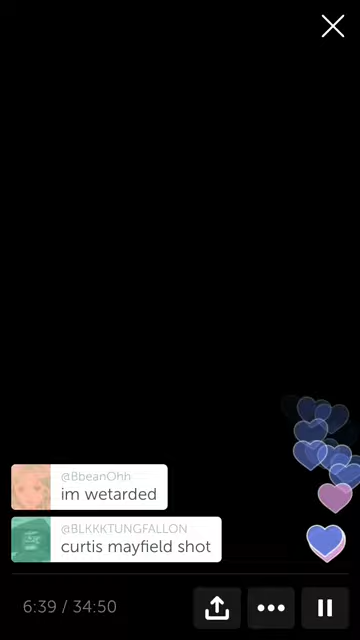 @BbeanOhh
im wetarded
@BLKKKTUNGFALLON
curtis mayfield shot
6:39 / 34:50